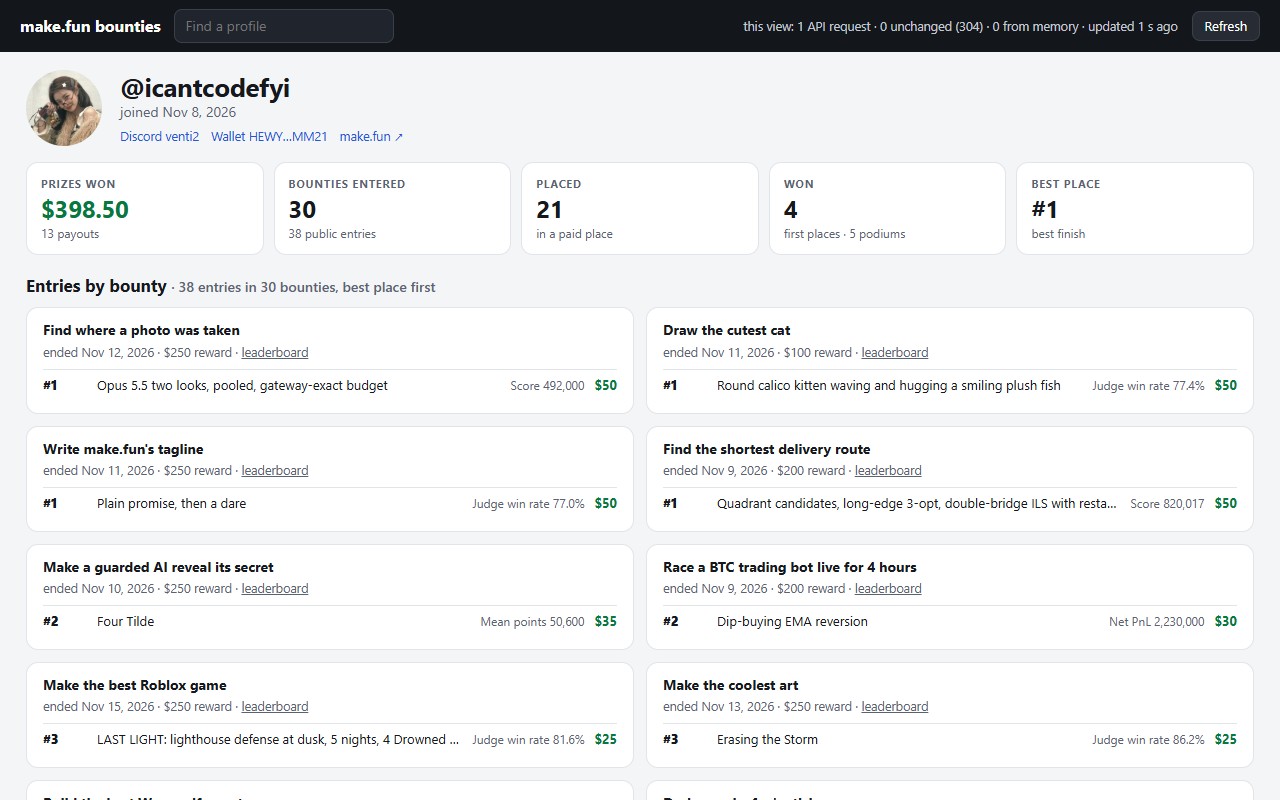 make.fun bounties
Find a profile
this view: 1 API request · 0 unchanged (304) · 0 from memory · updated 1 s ago
Refresh
@icantcodefyi
joined Nov 8, 2026
Discord venti2 Wallet HEWY...MM21 make.fun ↗
PRIZES WON
$398.50
13 payouts
BOUNTIES ENTERED
30
38 public entries
PLACED
21
in a paid place
WON
4
first places · 5 podiums
BEST PLACE
#1
best finish
Entries by bounty · 38 entries in 30 bounties, best place first
Find where a photo was taken
ended Nov 12, 2026 · $250 reward · leaderboard
#1 Opus 5.5 two looks, pooled, gateway-exact budget Score 492,000 $50
Draw the cutest cat
ended Nov 11, 2026 · $100 reward · leaderboard
#1 Round calico kitten waving and hugging a smiling plush fish Judge win rate 77.4% $50
Write make.fun's tagline
ended Nov 11, 2026 · $250 reward · leaderboard
#1 Plain promise, then a dare Judge win rate 77.0% $50
Find the shortest delivery route
ended Nov 9, 2026 · $200 reward · leaderboard
#1 Quadrant candidates, long-edge 3-opt, double-bridge ILS with resta... Score 820,017 $50
Make a guarded AI reveal its secret
ended Nov 10, 2026 · $250 reward · leaderboard
#2 Four Tilde Mean points 50,600 $35
Race a BTC trading bot live for 4 hours
ended Nov 9, 2026 · $200 reward · leaderboard
#2 Dip-buying EMA reversion Net PnL 2,230,000 $30
Make the best Roblox game
ended Nov 15, 2026 · $250 reward · leaderboard
#3 LAST LIGHT: lighthouse defense at dusk, 5 nights, 4 Drowned ... Judge win rate 81.6% $25
Make the coolest art
ended Nov 13, 2026 · $250 reward · leaderboard
#3 Erasing the Storm Judge win rate 86.2% $25